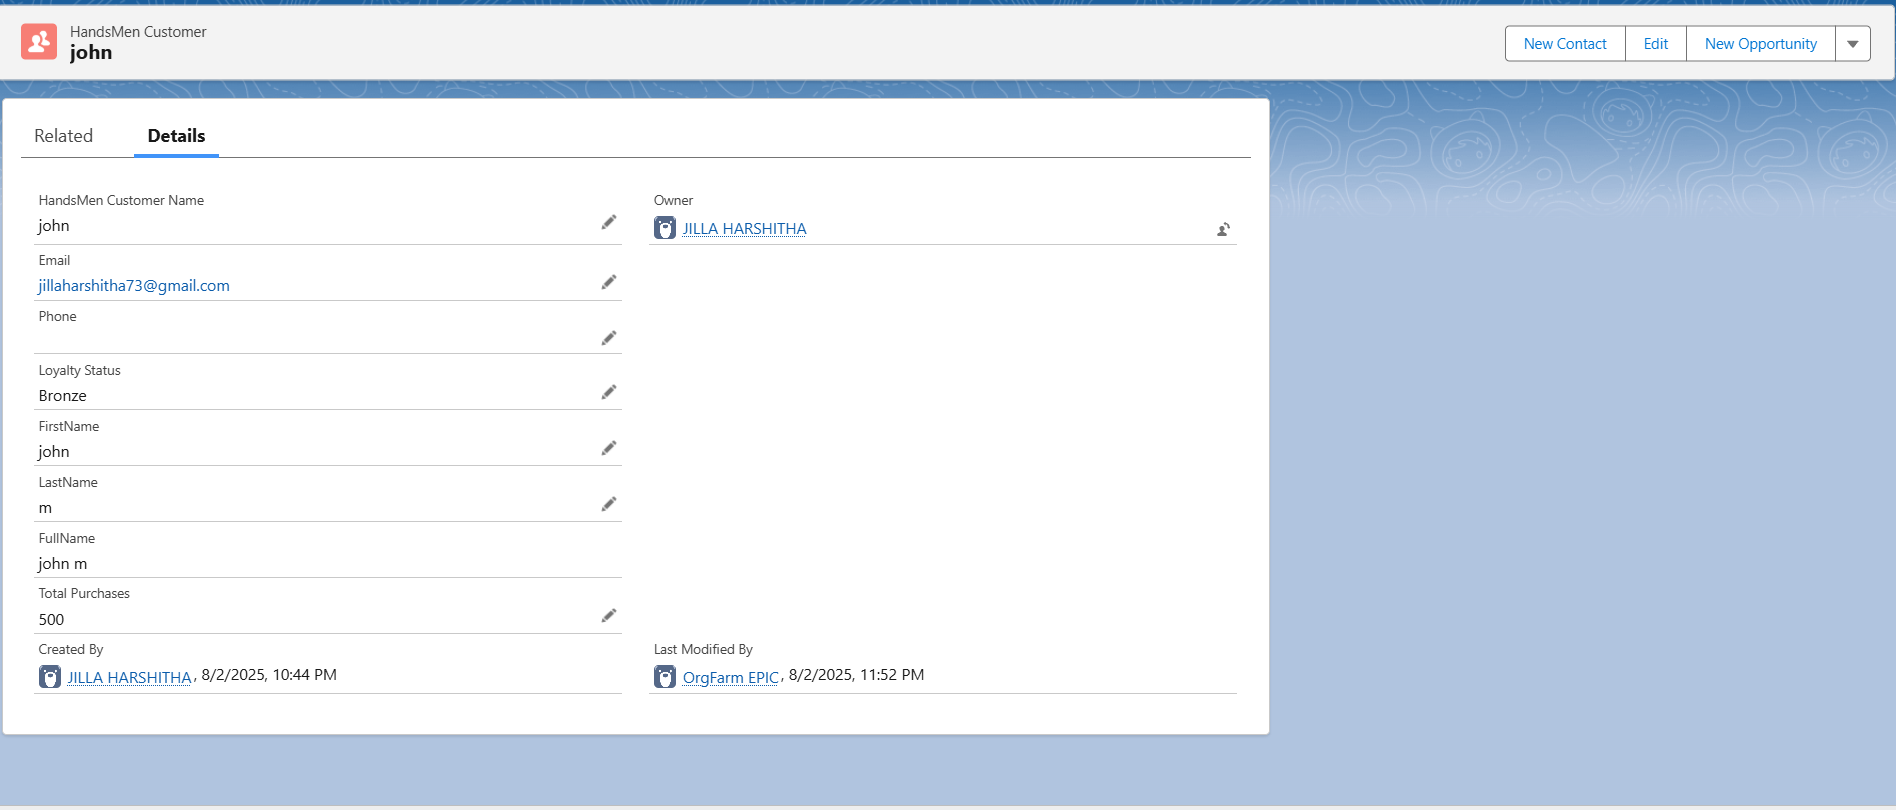 HandsMen Customer
john
New Contact
Edit
New Opportunity
Related
Details
HandsMen Customer Name
john
Owner
JILLA HARSHITHA
Email
jillaharshitha73@gmail.com
Phone
Loyalty Status
Bronze
FirstName
john
LastName
m
FullName
john m
Total Purchases
500
Created By
JILLA HARSHITHA, 8/2/2025, 10:44 PM
Last Modified By
OrgFarm EPIC, 8/2/2025, 11:52 PM